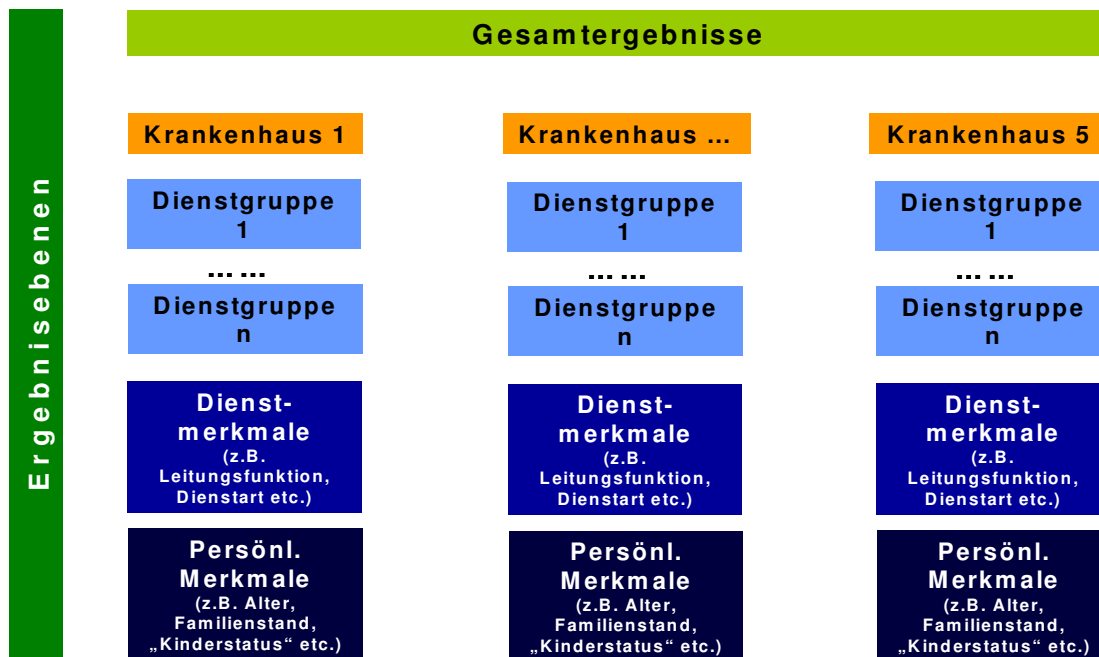 Ergebnisebenen
Gesamtergebnisse
Krankenhaus 1
Dienstgruppe
1
... ...
Dienstgruppe
n
Dienst-
merkmale
(z.B.
Leitungsfunktion,
Dienstart etc.)
Persönl.
Merkmale
(z.B. Alter,
Familienstand,
„Kinderstatus“ etc.)
Krankenhaus ...
Dienstgruppe
1
... ...
Dienstgruppe
n
Dienst-
merkmale
(z.B.
Leitungsfunktion,
Dienstart etc.)
Persönl.
Merkmale
(z.B. Alter,
Familienstand,
„Kinderstatus“ etc.)
Krankenhaus 5
Dienstgruppe
1
... ...
Dienstgruppe
n
Dienst-
merkmale
(z.B.
Leitungsfunktion,
Dienstart etc.)
Persönl.
Merkmale
(z.B. Alter,
Familienstand,
„Kinderstatus“ etc.)